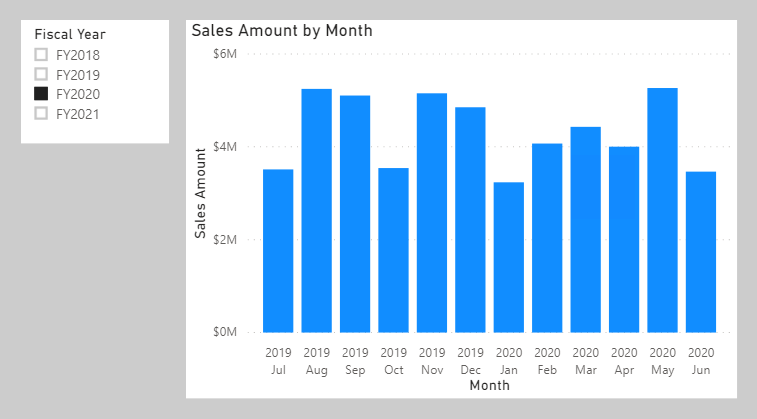 Fiscal Year
FY2018
FY2019
FY2020
FY2021
Sales Amount by Month
$6M
$4M
$2M
$0M
Sales Amount
2019 2019 2019 2019 2019 2019 2020 2020 2020 2020 2020 2020
Jul Aug Sep Oct Nov Dec Jan Feb Mar Apr May Jun
Month